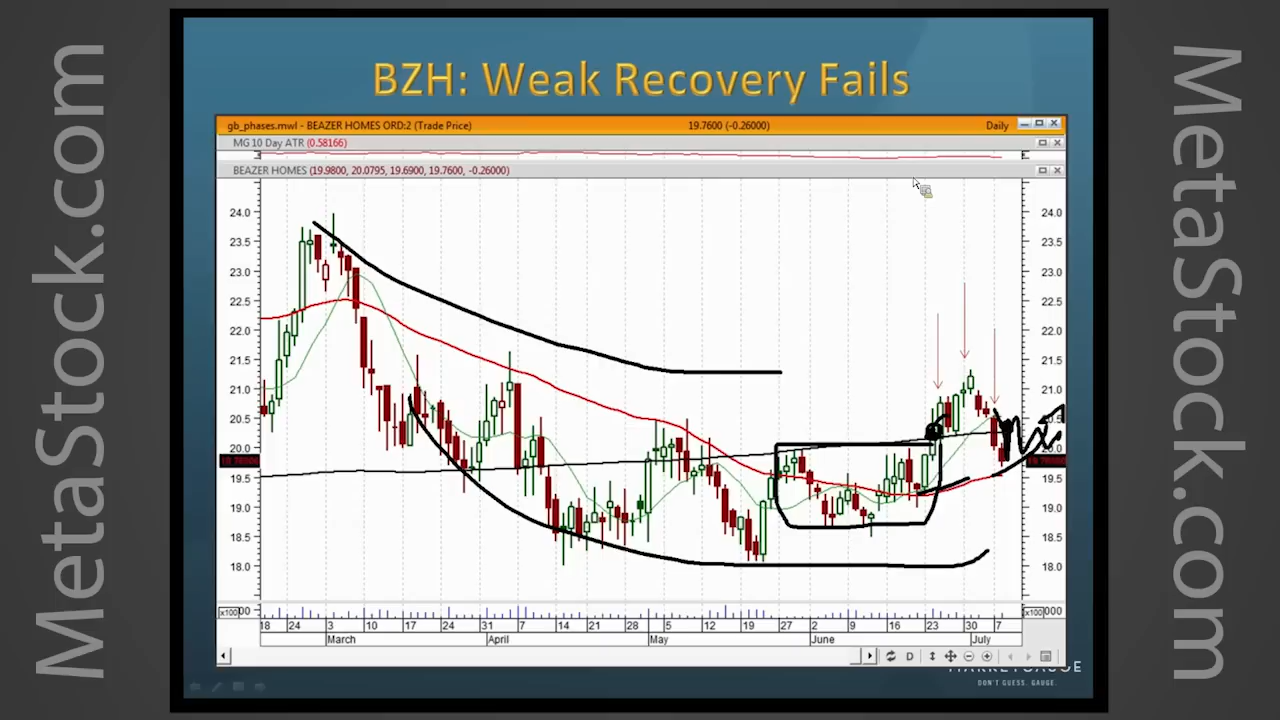 MetaStock.com
BZH: Weak Recovery Fails
gb_phases.mwl - BEAZER HOMES ORD:2 (Trade Price) 19.7600 (-0.26000) Daily
MG 10 Day ATR (0.58166)
BEAZER HOMES (19.9800, 20.0795, 19.6900, 19.7600, -0.26000)
24.0 24.0
23.5 23.5
23.0 23.0
22.5 22.5
22.0 22.0
21.5 21.5
21.0 21.0
20.5
20.0
19.5 19.5
19.0 19.0
18.5 18.5
18.0 18.0
x100 x100
18 24 3 10 17 24 31 7 14 21 28 5 12 19 27 2 9 16 23 30 7
March April May June July
D
DON'T GUESS. GAUGE.
MetaStock.com